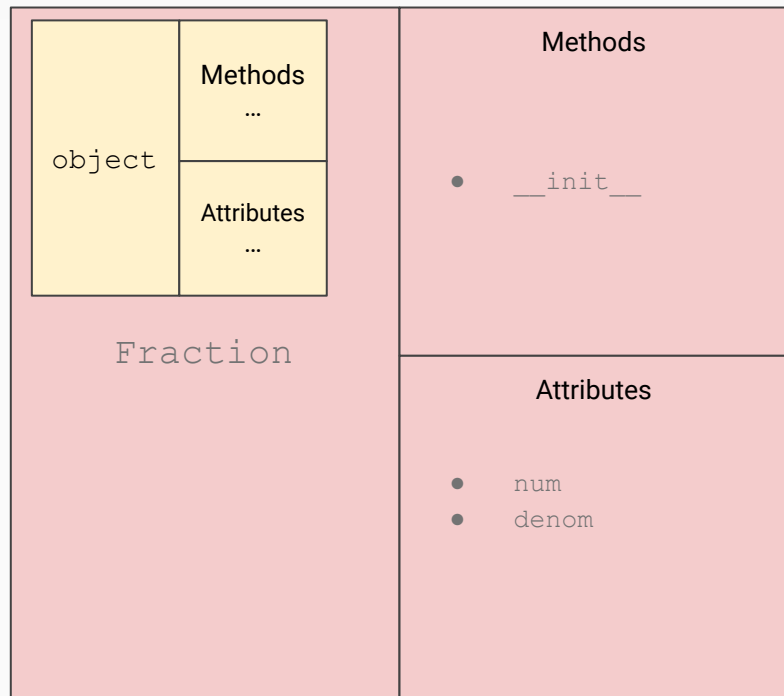 object
Methods
...
Attributes
...
Fraction
Methods
● __init__
Attributes
● num
● denom